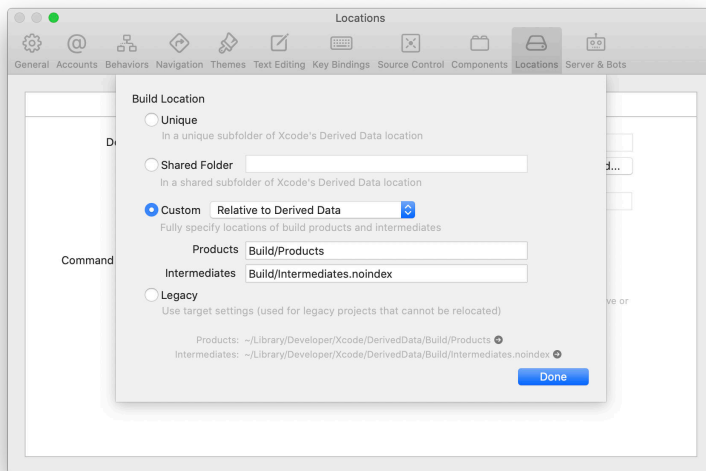 Locations
General Accounts Behaviors Navigation Themes Text Editing Key Bindings Source Control Components Locations Server & Bots
Build Location
Unique
In a unique subfolder of Xcode's Derived Data location
Shared Folder
In a shared subfolder of Xcode's Derived Data location
Custom Relative to Derived Data
Fully specify locations of build products and intermediates
Products Build/Products
Command
Intermediates Build/Intermediates.noindex
Legacy
Use target settings (used for legacy projects that cannot be relocated)
Products: ~/Library/Developer/Xcode/DerivedData/Build/Products
Intermediates: ~/Library/Developer/Xcode/DerivedData/Build/Intermediates.noindex
Done